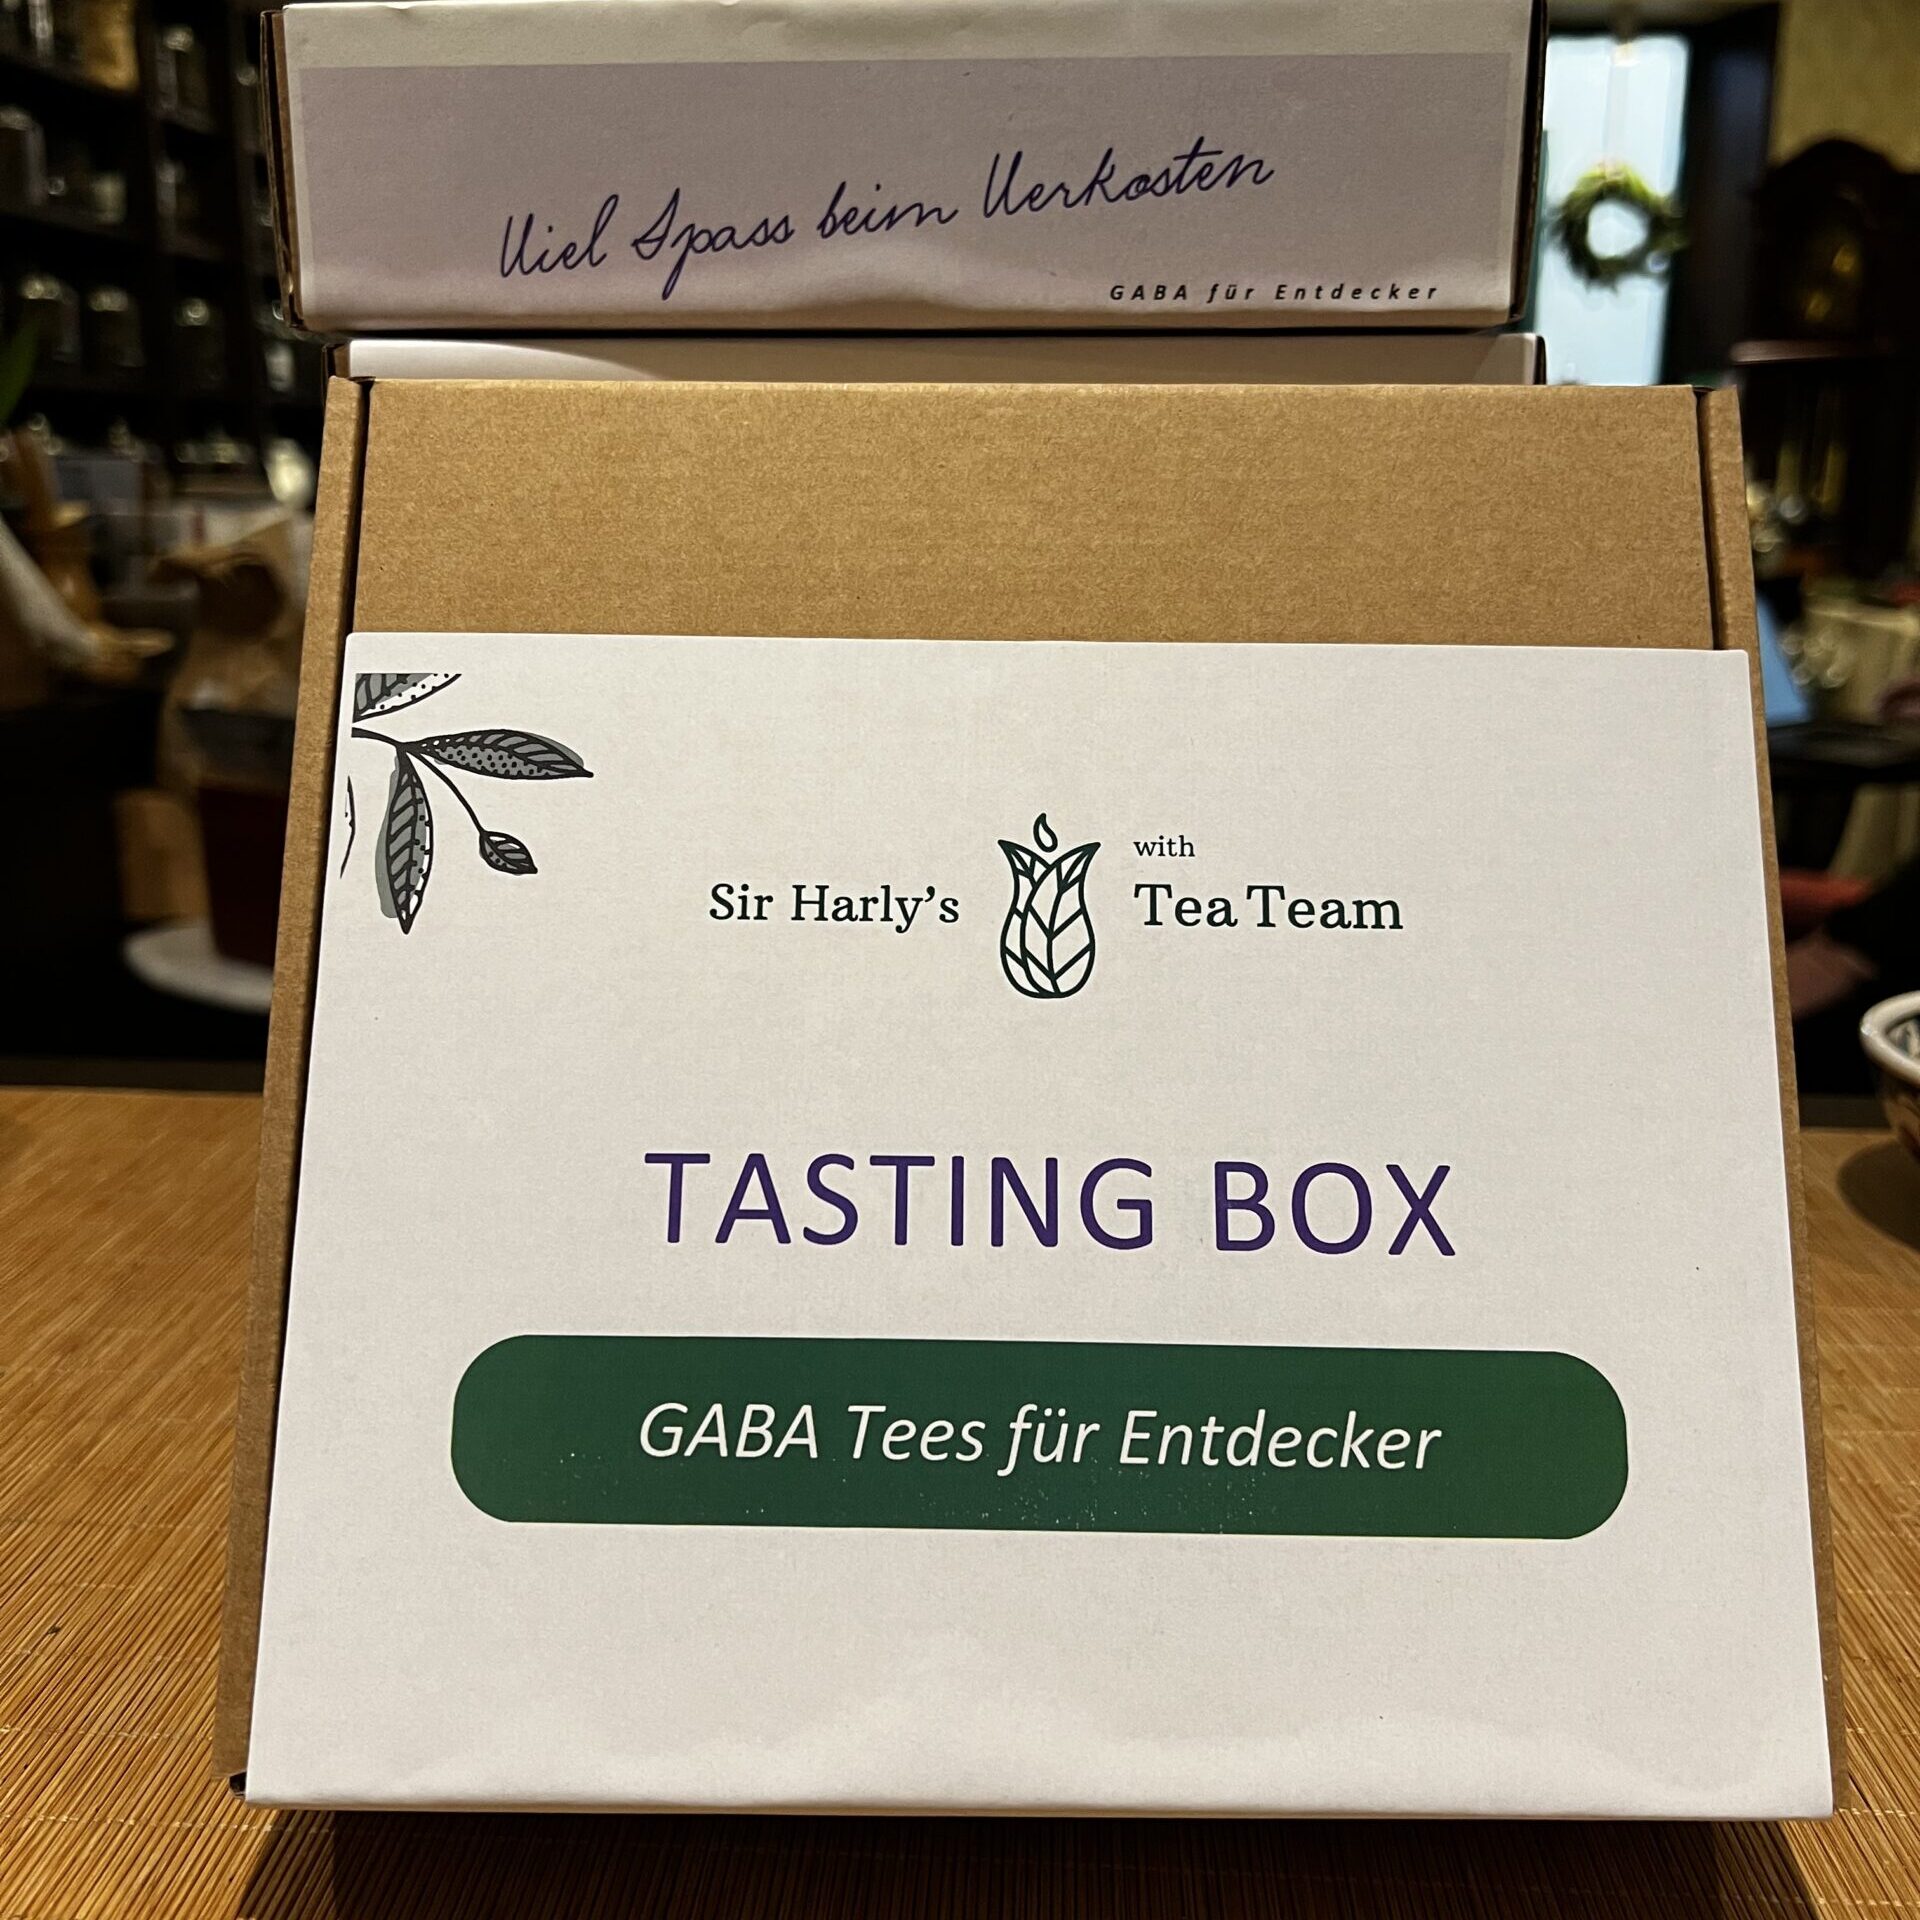 Viel Spass beim Verkosten
GABA für Entdecker
Sir Harly’s
with
Tea Team
TASTING BOX
GABA Tees für Entdecker